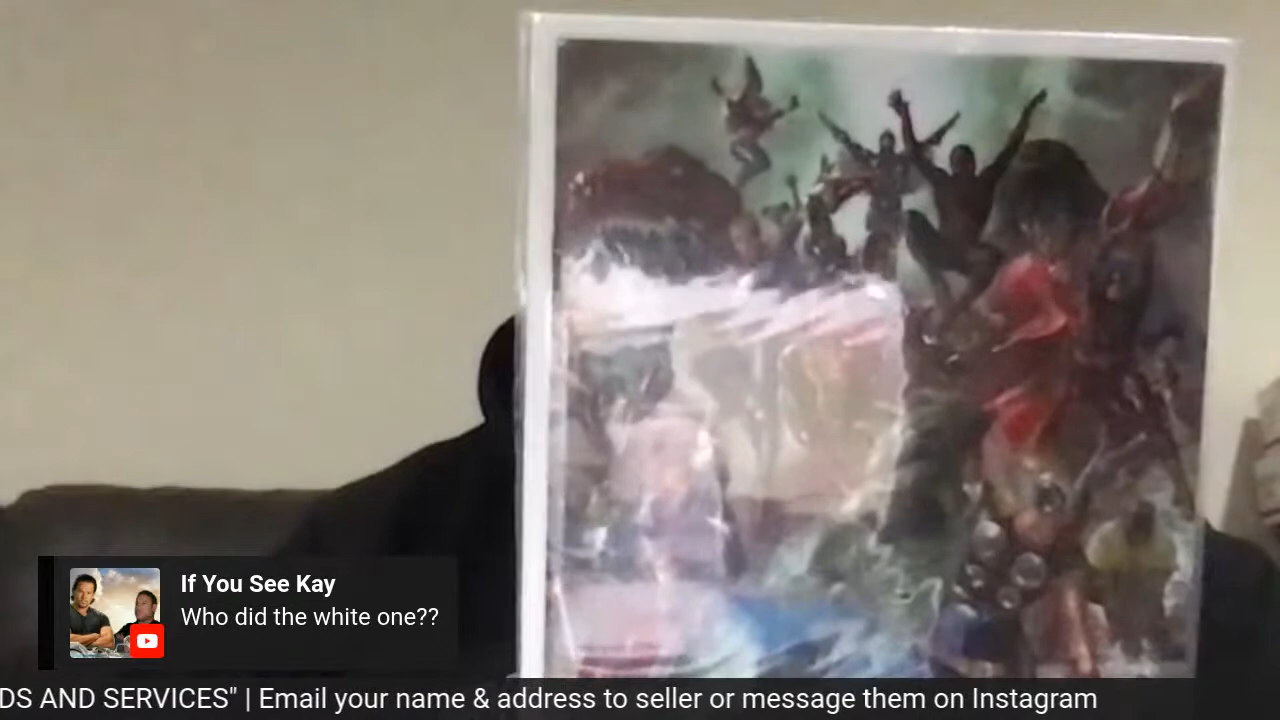 If You See Kay
Who did the white one??
DS AND SERVICES" | Email your name & address to seller or message them on Instagram